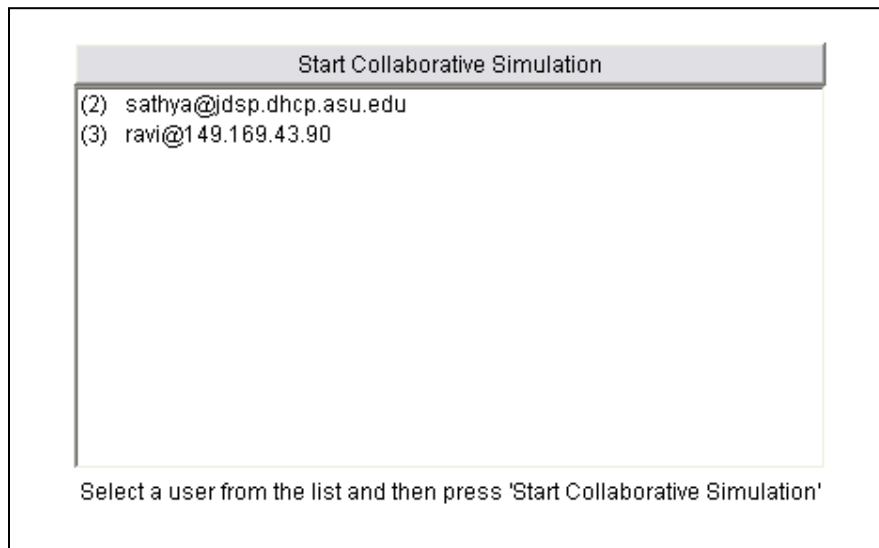 Start Collaborative Simulation
(2) sathya@jdsp.dhcp.asu.edu
(3) ravi@149.169.43.90
Select a user from the list and then press 'Start Collaborative Simulation'